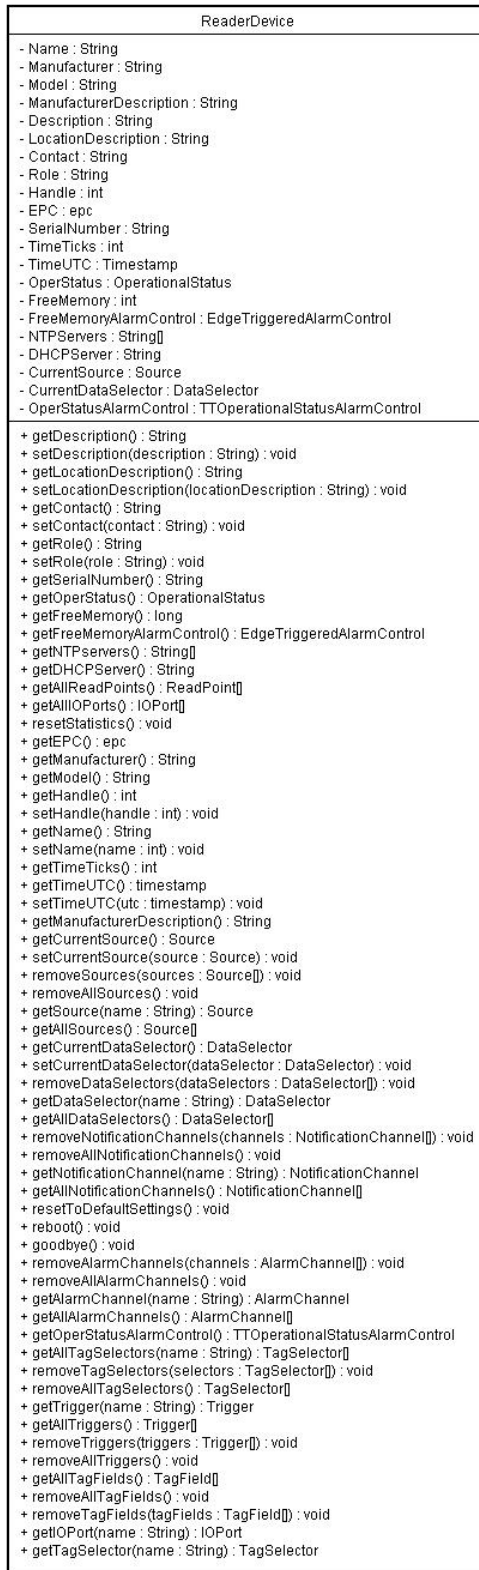 ReaderDevice
- Name : String
- Manufacturer : String
- Model : String
- ManufacturerDescription : String
- Description : String
- LocationDescription : String
- Contact : String
- Role : String
- Handle : int
- EPC : epc
- SerialNumber : String
- TimeTicks : int
- TimeUTC : Timestamp
- OperStatus : OperationalStatus
- FreeMemory : int
- FreeMemoryAlarmControl : EdgeTriggeredAlarmControl
- NTPServers : String[]
- DHCPServer : String
- CurrentSource : Source
- CurrentDataSelector : DataSelector
- OperStatusAlarmControl : TTOperationalStatusAlarmControl
+ getDescription() : String
+ setDescription(description : String) : void
+ getLocationDescription() : String
+ setLocationDescription(locationDescription : String) : void
+ getContact() : String
+ setContact(contact : String) : void
+ getRole() : String
+ setRole(role : String) : void
+ getSerialNumber() : String
+ getOperStatus() : OperationalStatus
+ getFreeMemory() : long
+ getFreeMemoryAlarmControl() : EdgeTriggeredAlarmControl
+ getNTPservers() : String[]
+ getDHCPServer() : String
+ getAllReadPoints() : ReadPoint[]
+ getAllIOPorts() : IOPort[]
+ resetStatistics() : void
+ getEPC() : epc
+ getManufacturer() : String
+ getModel() : String
+ getHandle() : int
+ setHandle(handle : int) : void
+ getName() : String
+ setName(name : int) : void
+ getTimeTicks() : int
+ getTimeUTC() : timestamp
+ setTimeUTC(utc : timestamp) : void
+ getManufacturerDescription() : String
+ getCurrentSource() : Source
+ setCurrentSource(source : Source) : void
+ removeSources(sources : Source[]) : void
+ removeAllSources() : void
+ getSource(name : String) : Source
+ getAllSources() : Source[]
+ getCurrentDataSelector() : DataSelector
+ setCurrentDataSelector(dataSelector : DataSelector) : void
+ removeDataSelectors(dataSelectors : DataSelector[]) : void
+ getDataSelector(name : String) : DataSelector
+ getAllDataSelectors() : DataSelector[]
+ removeNotificationChannels(channels : NotificationChannel[]) : void
+ removeAllNotificationChannels() : void
+ getNotificationChannel(name : String) : NotificationChannel
+ getAllNotificationChannels() : NotificationChannel[]
+ resetToDefaultSettings() : void
+ reboot() : void
+ goodbye() : void
+ removeAlarmChannels(channels : AlarmChannel[]) : void
+ removeAllAlarmChannels() : void
+ getAlarmChannel(name : String) : AlarmChannel
+ getAllAlarmChannels() : AlarmChannel[]
+ getOperStatusAlarmControl() : TTOperationalStatusAlarmControl
+ getAllTagSelectors(name : String) : TagSelector[]
+ removeTagSelectors(selectors : TagSelector[]) : void
+ removeAllTagSelectors() : TagSelector[]
+ getTrigger(name : String) : Trigger
+ getAllTriggers() : Trigger[]
+ removeTriggers(triggers : Trigger[]) : void
+ removeAllTriggers() : void
+ getAllTagFields() : TagField[]
+ removeAllTagFields() : void
+ removeTagFields(tagFields : TagField[]) : void
+ getIOPort(name : String) : IOPort
+ getTagSelector(name : String) : TagSelector